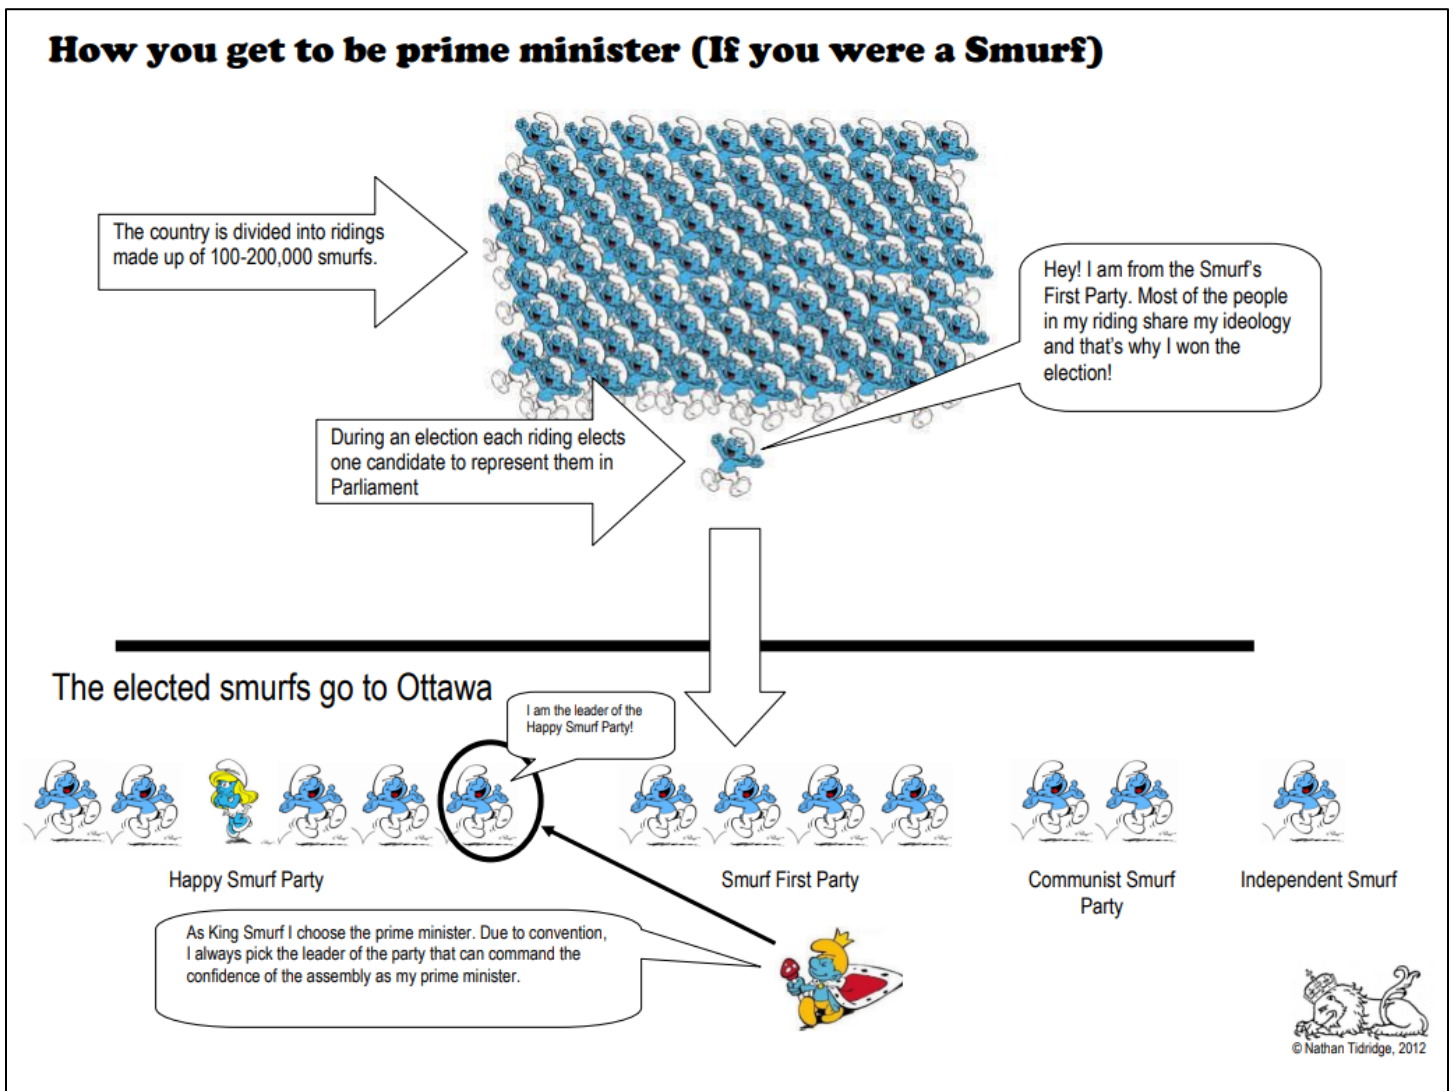 How you get to be prime minister (If you were a Smurf)
The country is divided into ridings
made up of 100-200,000 smurfs.
Hey! I am from the Smurf's
First Party. Most of the people
in my riding share my ideology
and that's why I won the
election!
During an election each riding elects
one candidate to represent them in
Parliament
The elected smurfs go to Ottawa
I am the leader of the
Happy Smurf Party!
Happy Smurf Party
Smurf First Party
Communist Smurf
Party
Independent Smurf
As King Smurf I choose the prime minister. Due to convention,
I always pick the leader of the party that can command the
confidence of the assembly as my prime minister.
© Nathan Tidridge, 2012